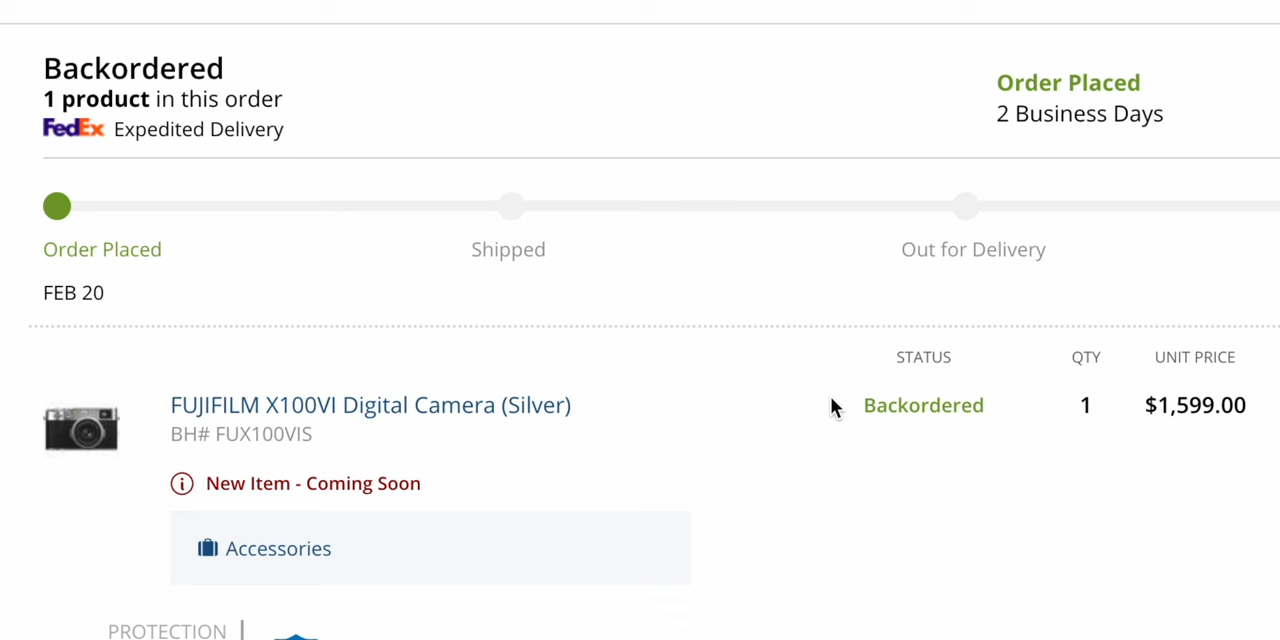 Backordered
1 product in this order
FedEx Expedited Delivery
Order Placed
2 Business Days
Order Placed
Shipped
Out for Delivery
FEB 20
STATUS
QTY
UNIT PRICE
FUJIFILM X100VI Digital Camera (Silver)
Backordered
1
$1,599.00
BH# FUX100VIS
New Item - Coming Soon
Accessories
PROTECTION